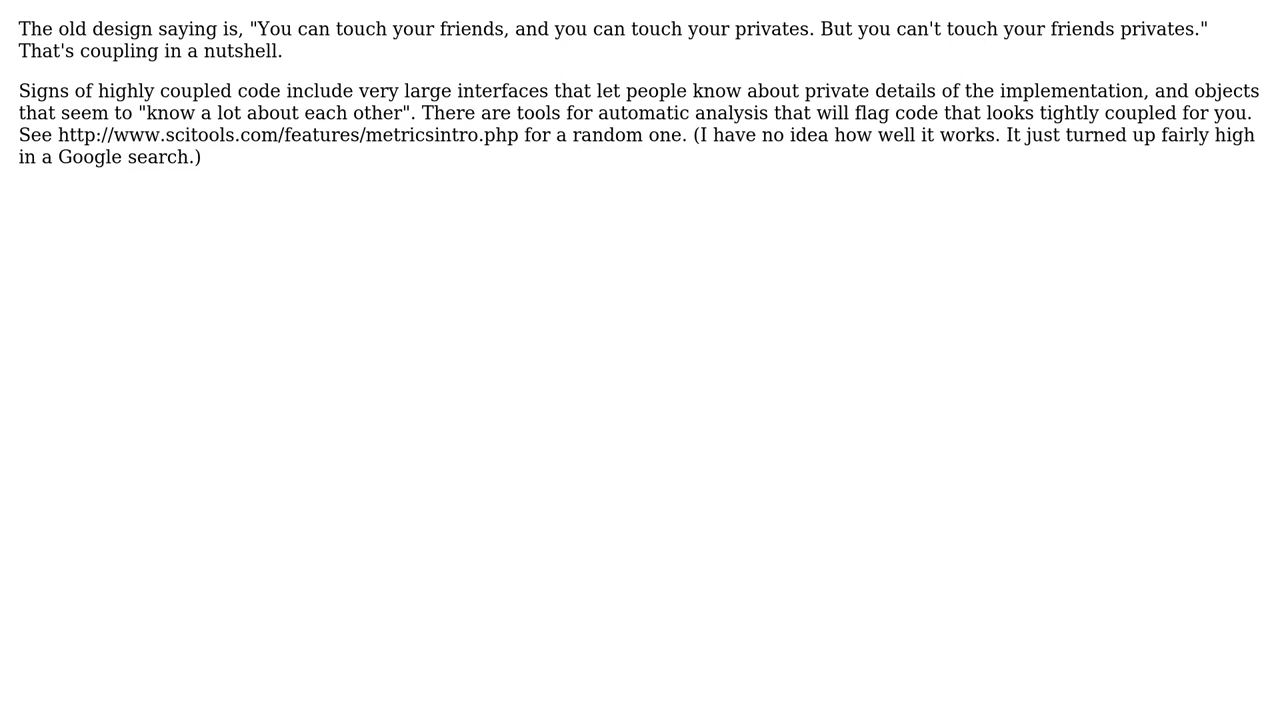 The old design saying is, "You can touch your friends, and you can touch your privates. But you can't touch your friends privates."
That's coupling in a nutshell.
Signs of highly coupled code include very large interfaces that let people know about private details of the implementation, and objects
that seem to "know a lot about each other". There are tools for automatic analysis that will flag code that looks tightly coupled for you.
See http://www.scitools.com/features/metricsintro.php for a random one. (I have no idea how well it works. It just turned up fairly high
in a Google search.)